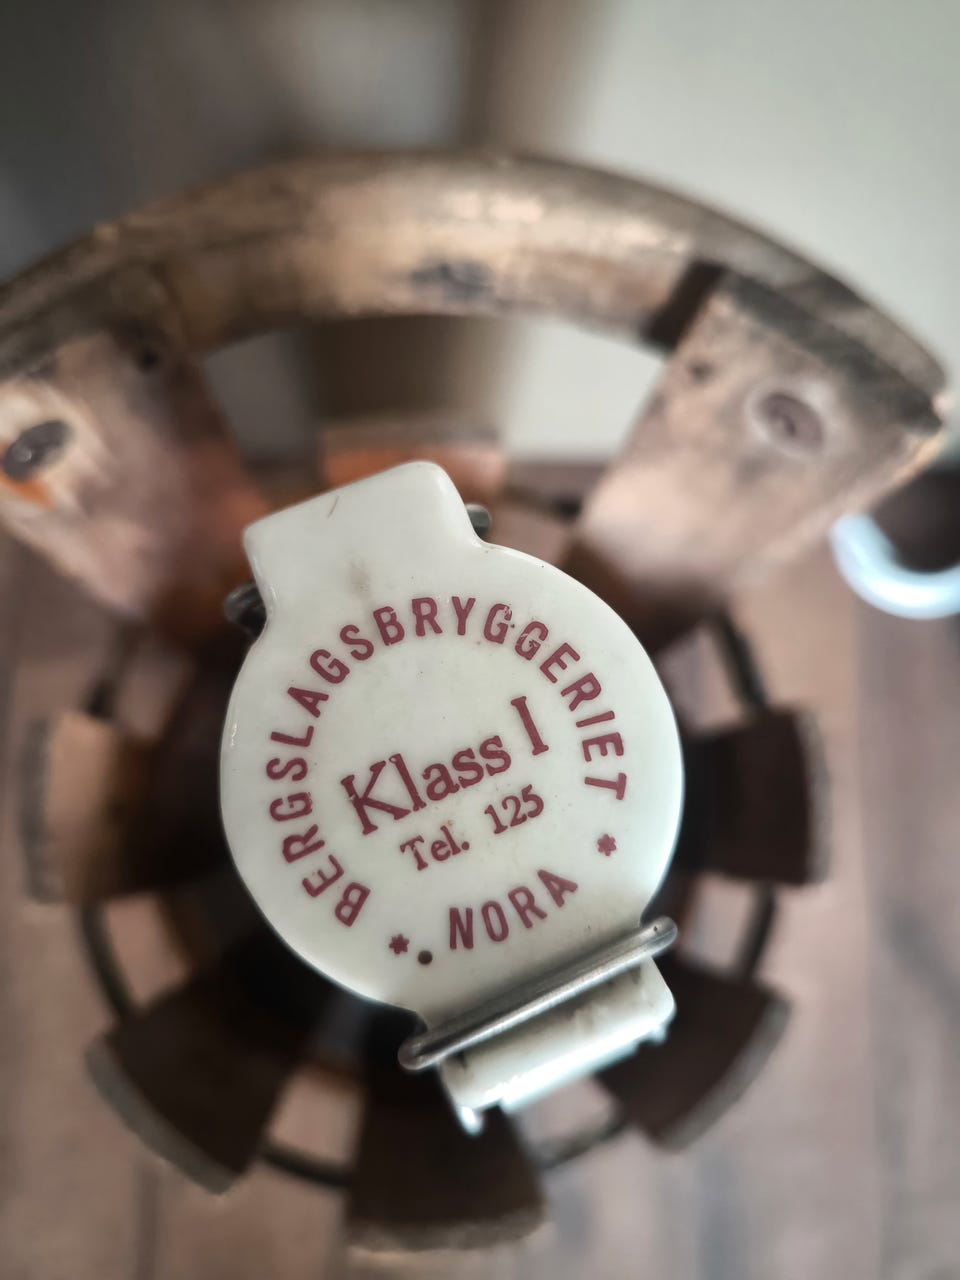 BERGSLAGSBRYGGERIET
Klass I
Tel. 125
* NORA *